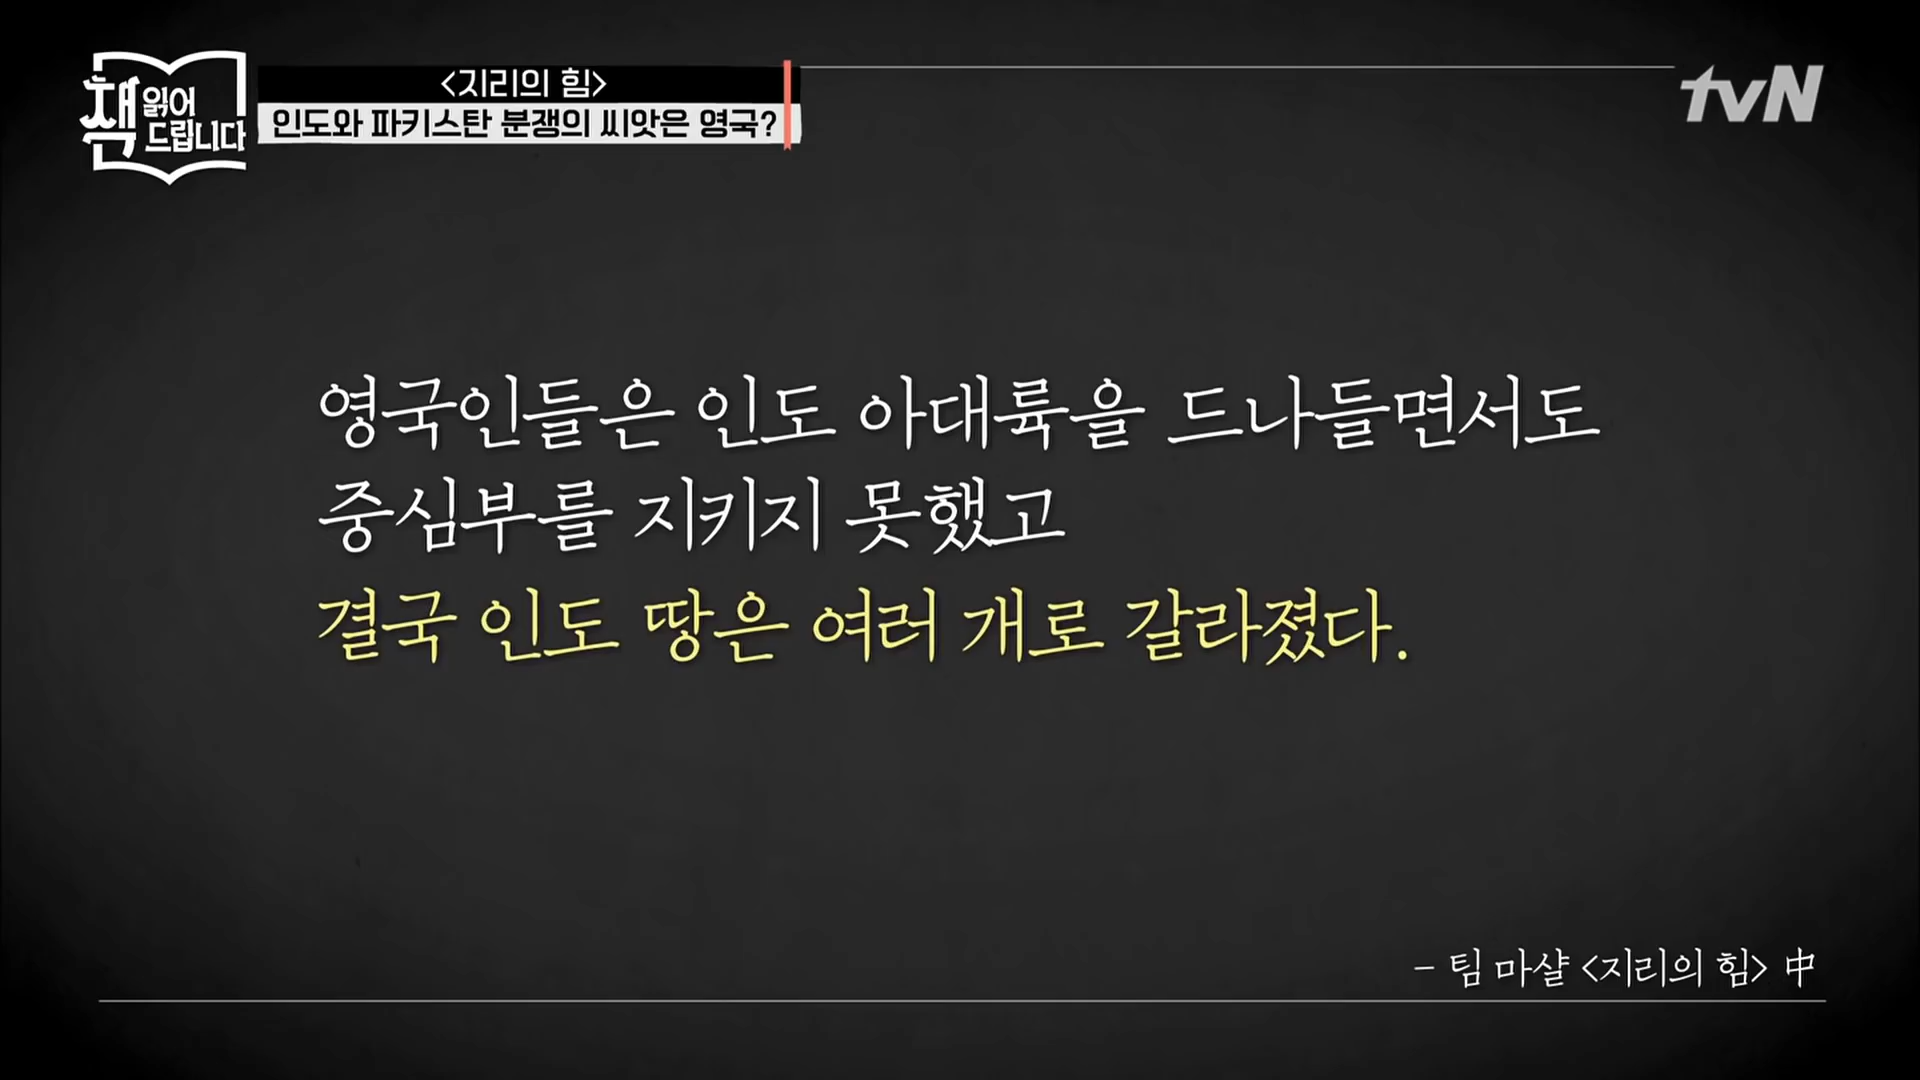 책 읽어
드립니다
<지리의 힘>
인도와 파키스탄 분쟁의 씨앗은 영국?
tvN
영국인들은 인도 아대륙을 드나들면서도
중심부를 지키지 못했고
결국 인도 땅은 여러 개로 갈라졌다.
- 팀 마샬 <지리의 힘> 中